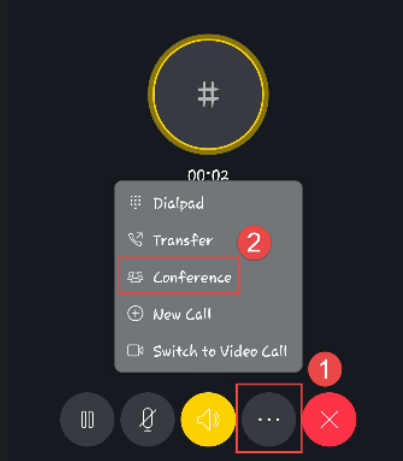 #
00:02
Dialpad
Transfer
2
Conference
New Call
Switch to Video Call
1